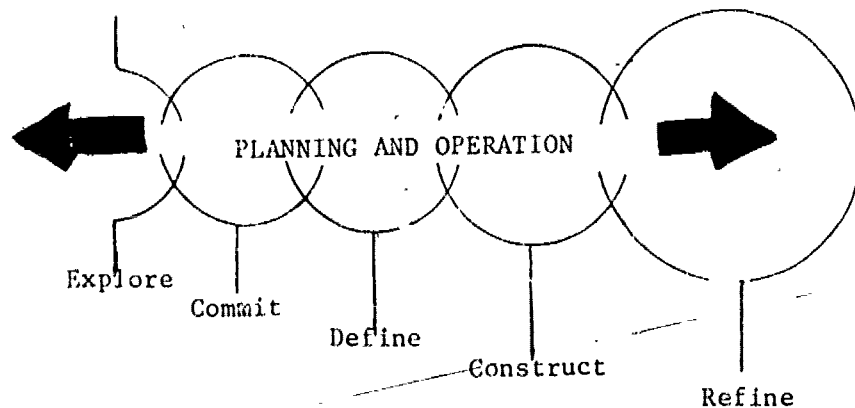 PLANNING AND OPERATION
Explore
Commit
Define
Construct
Refine